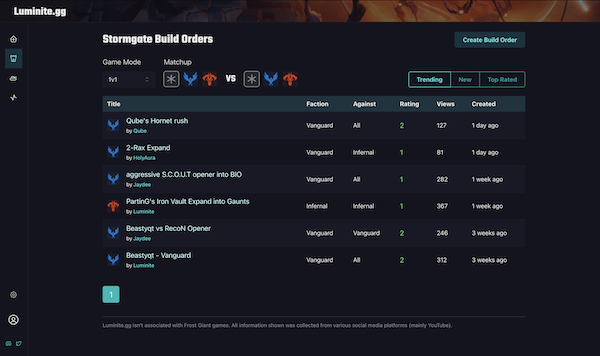 Luminite.gg
Stormgate Build Orders
Create Build Order
Game Mode Matchup
1v1 VS
Trending New Top Rated
Title Faction Against Rating Views Created
Qube's Hornet rush
by Qube Vanguard All 2 127 1 day ago
2-Rax Expand
by HolyAura Vanguard Infernal 1 81 1 day ago
aggressive S.C.O.U.T opener into BIO
by Jaydee Vanguard All 1 282 1 week ago
PartinG's Iron Vault Expand into Gaunts
by Luminite Infernal Infernal 1 367 1 week ago
Beastyqt vs RecoN Opener
by Jaydee Vanguard Vanguard 2 246 3 weeks ago
Beastyqt - Vanguard
by Luminite Vanguard All 2 312 3 weeks ago
1
Luminite.gg isn't associated with Frost Giant games. All information shown was collected from various social media platforms (mainly YouTube).